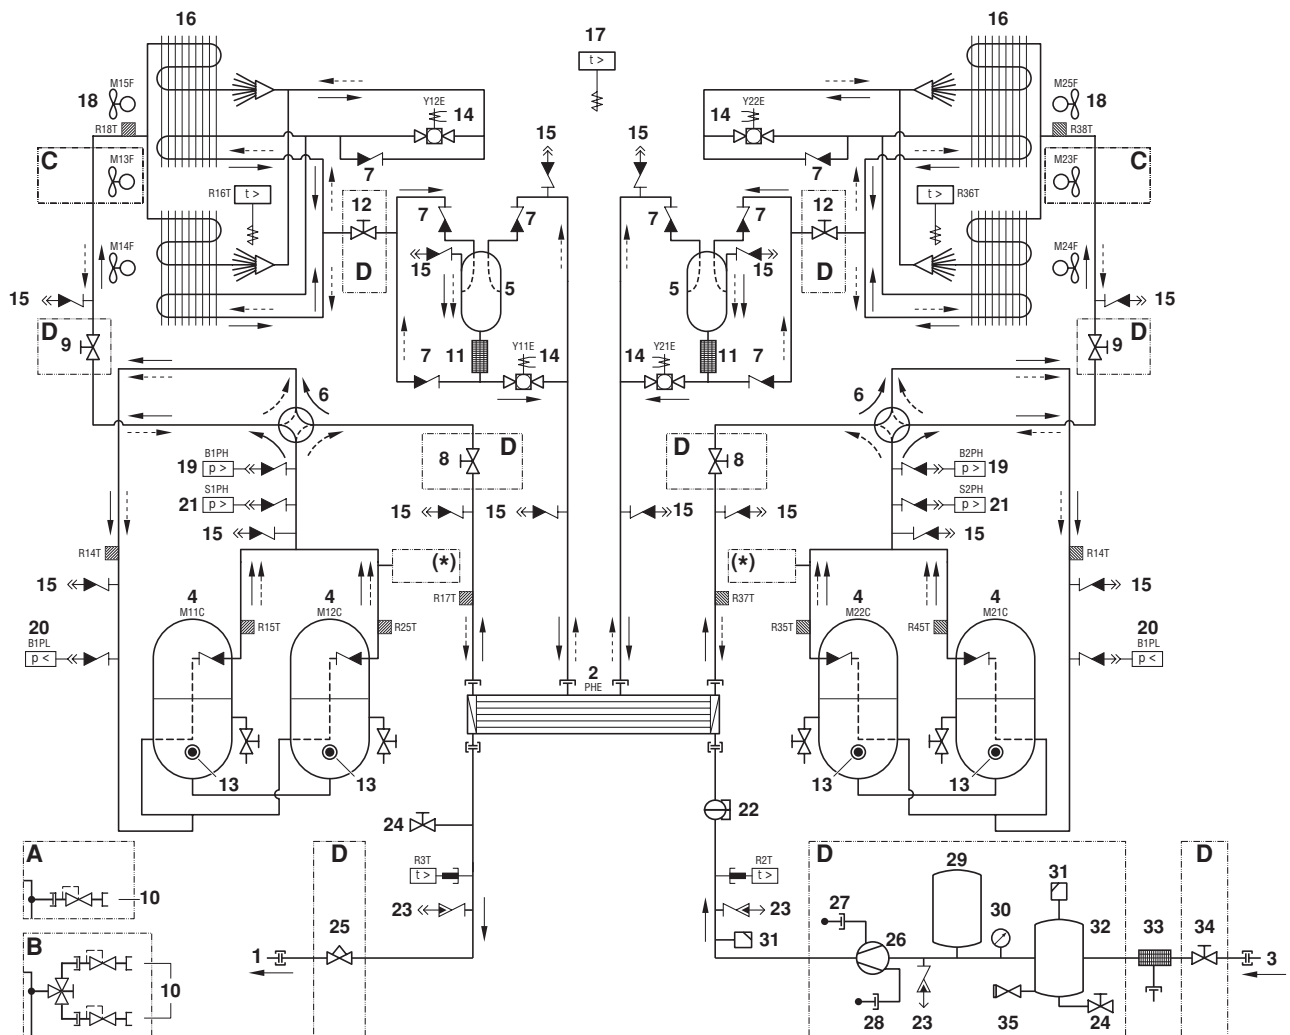 16
17
16
M15F
18
t >
Y12E
14
14
Y22E
M25F
18
R18T
15
15
R38T
C
M13F
7
7
M23F
C
R16T
t >
12
7
7
7
7
12
t >
R36T
M14F
D
15
5
5
15
D
M24F
15
15
D
9
7
11
Y11E
14
14
Y21E
11
7
9
D
6
6
D
D
8
8
19
B1PH
p >
B2PH
p >
19
21
S1PH
p >
S2PH
p >
21
15
15
15
15
15
15
R14T
(*)
(*)
R14T
15
15
4
M11C
4
M12C
R17T
R37T
4
M22C
4
M21C
20
B1PL
p <
R15T
R25T
R35T
R45T
20
B1PL
p <
2
PHE
13
13
13
13
24
22
A
10
D
R3T
t >
R2T
t >
D
29
31
D
23
23
27
30
B
10
25
1
31
26
32
33
34
3
28
23
35
24